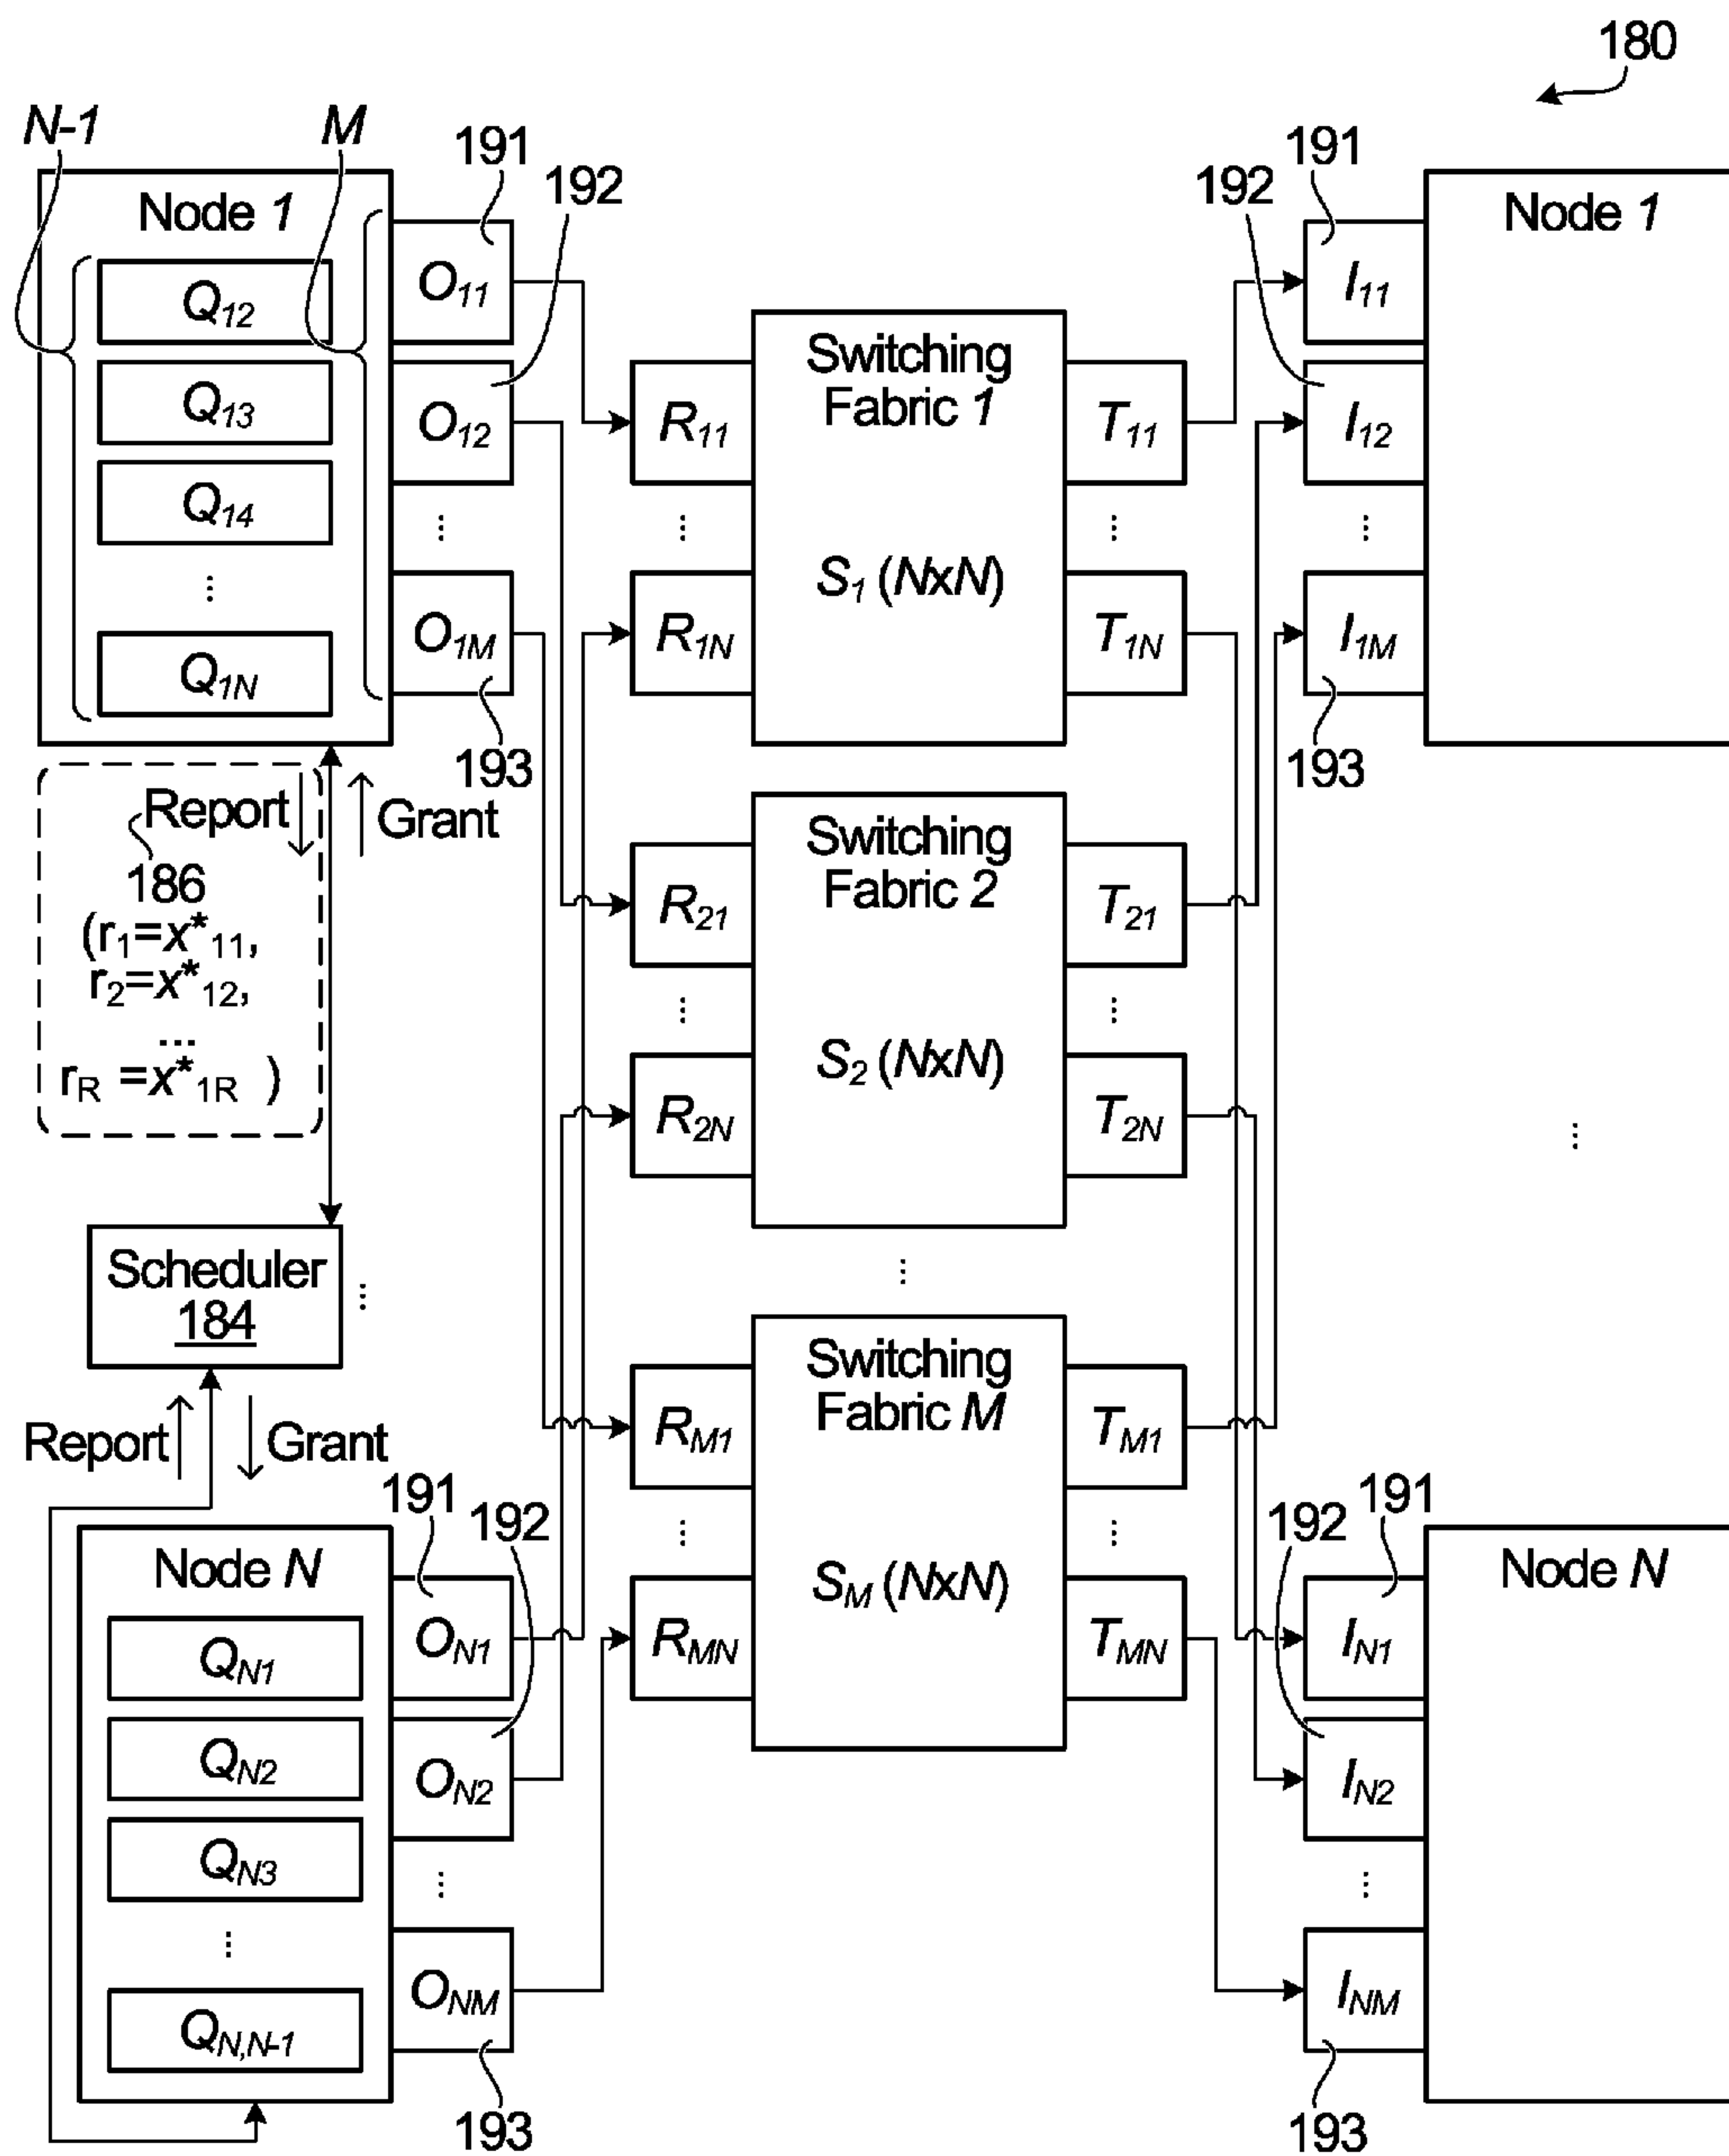 180
N-1
M
191
192
192
191
Node 1
Q12
Q13
Q14
...
Q1N
O11
O12
...
O1M
193
R11
...
R1N
Switching
Fabric 1
S1 (NxN)
T11
...
T1N
I11
I12
...
I1M
193
Node 1
Report
186
(r1=x*11,
r2=x*12,
...
rR =x*1R )
Grant
R21
...
R2N
Switching
Fabric 2
S2 (NxN)
T21
...
T2N
...
...
Scheduler
184
...
Report
Grant
RM1
...
RMN
Switching
Fabric M
SM (NxN)
TM1
...
TMN
191
192
192
191
Node N
QN1
QN2
QN3
...
QN,N-1
ON1
ON2
...
ONM
193
IN1
IN2
...
INM
193
Node N